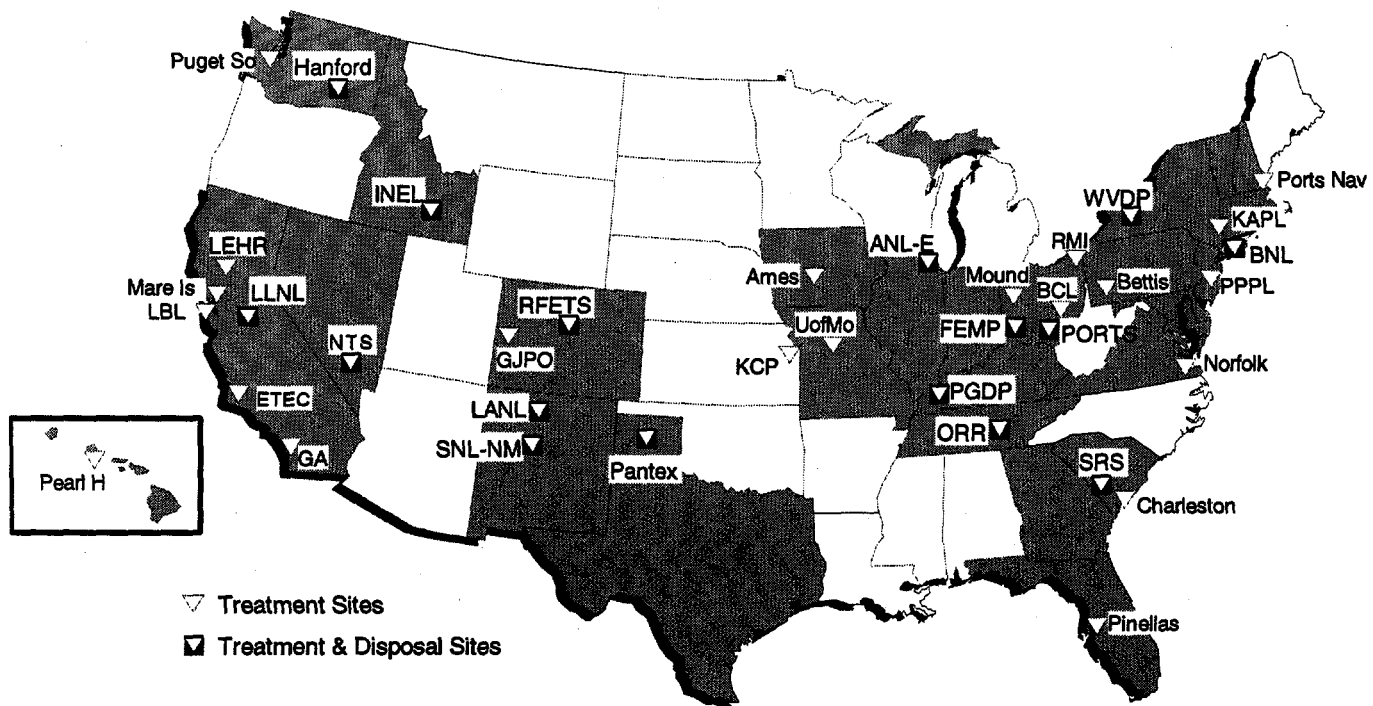 Puget So
Hanford
INEL
LEHR
Mare Is
LBL
LLNL
NTS
ETEC
GA
Pearl H
RFETS
GJPO
LANL
SNL-NM
Pantex
Ames
UofMo
KCP
ANL-E
Mound
FEMP
RMI
BCL
PORTS
Bettis
WVDP
Ports Nav
KAPL
BNL
PPPL
Norfolk
PGDP
ORR
SRS
Charleston
Pinellas
Treatment Sites
Treatment & Disposal Sites